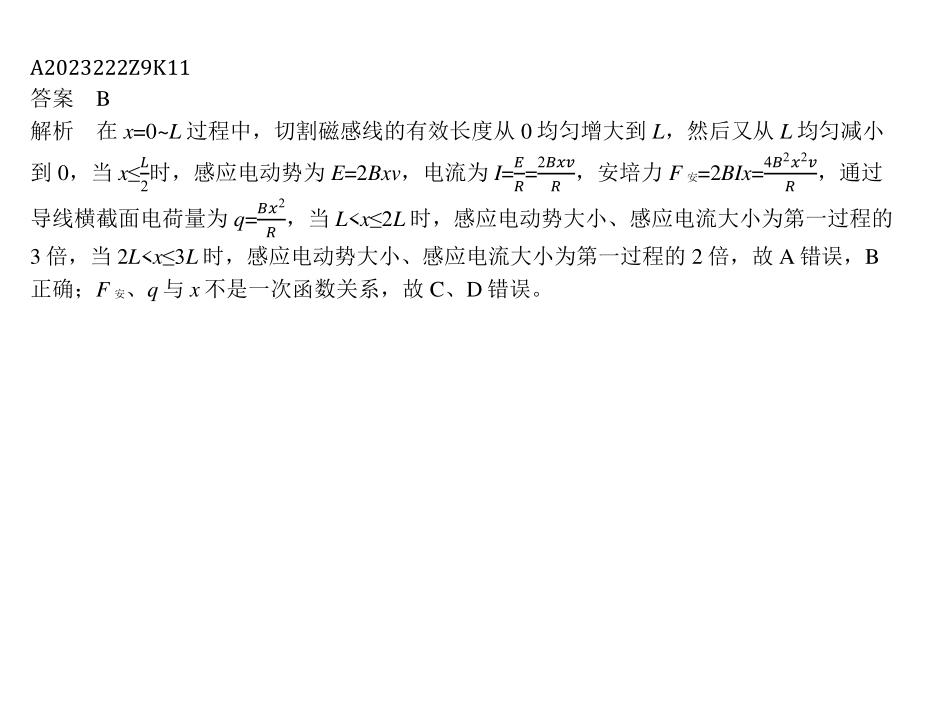 A2023222Z9K11
答案　B
解析　在 x=0~L 过程中，切割磁感线的有效长度从 0 均匀增大到 L，然后又从 L 均匀减小
到 0，当 x≤\frac{L}{2}时，感应电动势为 E=2Bxv，电流为 I=\frac{E}{R}=\frac{2Bxv}{R}，安培力 F 安=2BIx=\frac{4B^2x^2v}{R}，通过
导线横截面电荷量为 q=\frac{Bx^2}{R}，当 L<x≤2L 时，感应电动势大小、感应电流大小为第一过程的
3 倍，当 2L<x≤3L 时，感应电动势大小、感应电流大小为第一过程的 2 倍，故 A 错误，B
正确；F 安、q 与 x 不是一次函数关系，故 C、D 错误。